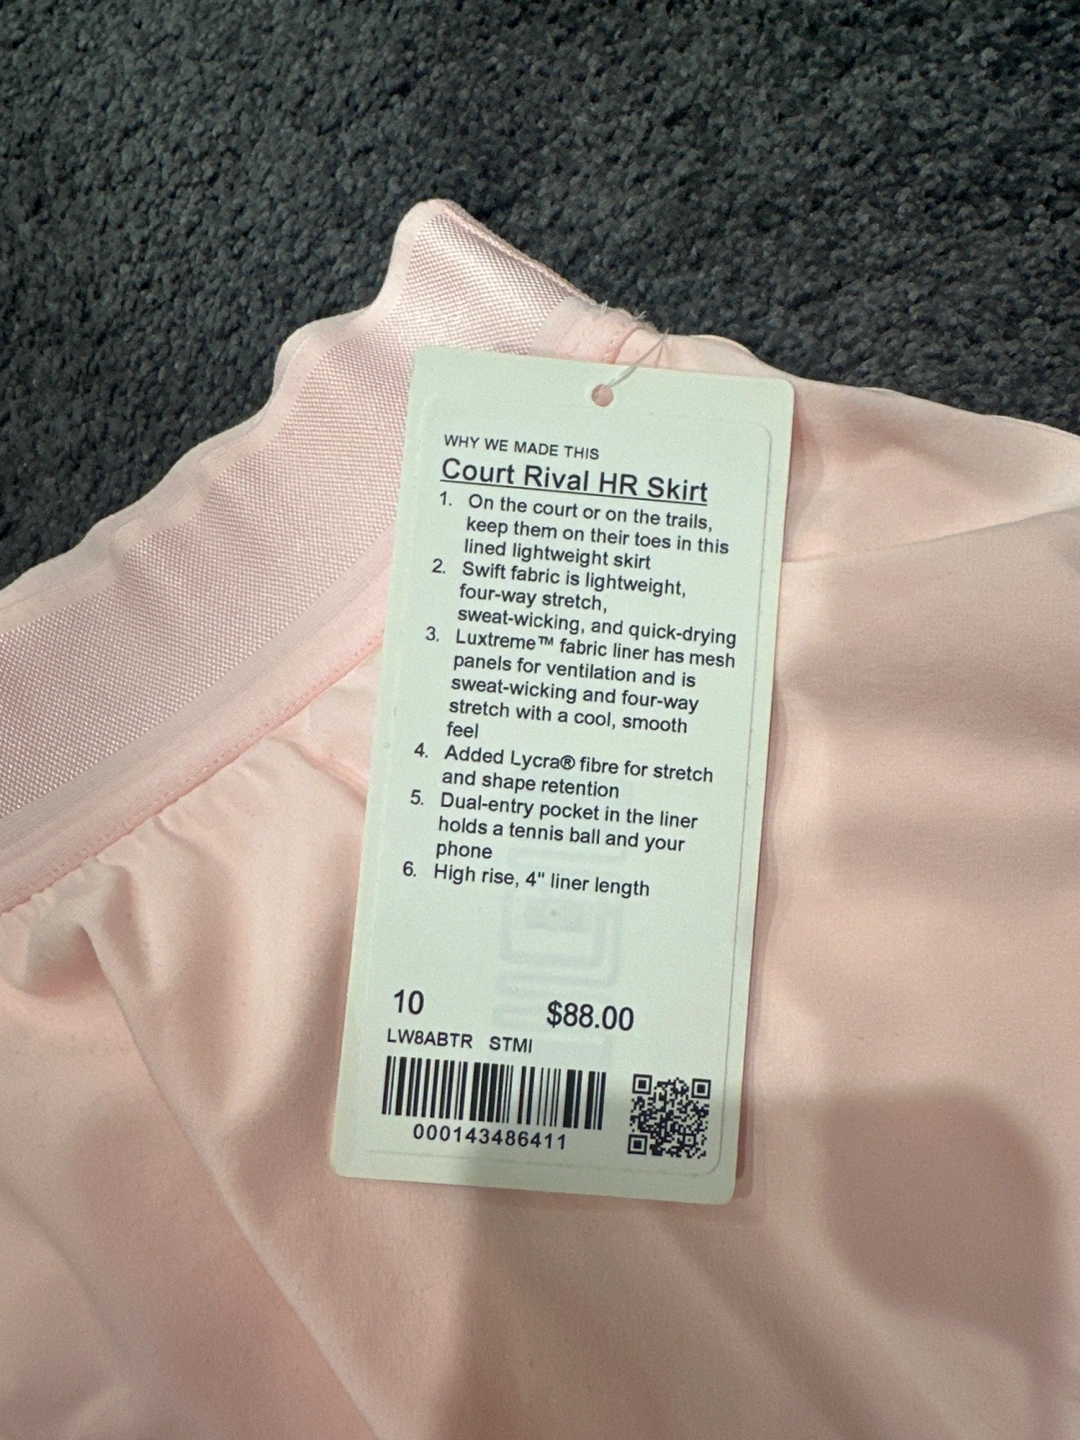 WHY WE MADE THIS
Court Rival HR Skirt
1. On the court or on the trails,
keep them on their toes in this
lined lightweight skirt
2. Swift fabric is lightweight,
four-way stretch,
sweat-wicking, and quick-drying
3. Luxtreme™ fabric liner has mesh
panels for ventilation and is
sweat-wicking and four-way
stretch with a cool, smooth
feel
4. Added Lycra® fibre for stretch
and shape retention
5. Dual-entry pocket in the liner
holds a tennis ball and your
phone
6. High rise, 4" liner length
10 $88.00
LW8ABTR STMI
000143486411